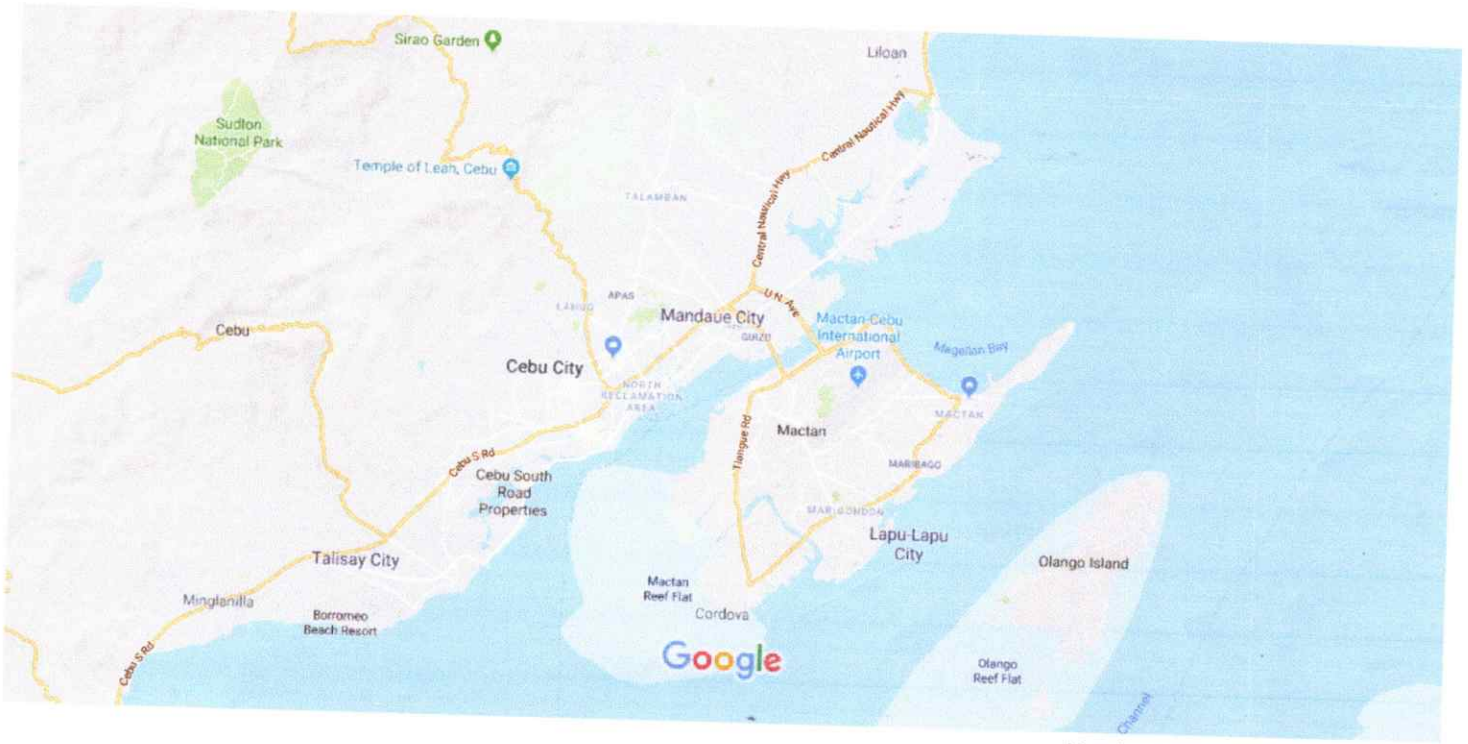 Sirao Garden
Liloan
Sudlon
National Park
Temple of Leah, Cebu
Central Nautical Hwy
Central Nautical Hwy
TALAMBAN
APAS
LAHUG
U.N. Ave
Mandaue City
GUIZO
Mactan-Cebu
International
Airport
Magellan Bay
Cebu
Cebu City
NORTH
RECLAMATION
AREA
MACTAN
Mactan
Tiangue Rd
Cebu S Rd
MARIBAGO
Cebu South
Road
Properties
MARIGONDON
Lapu-Lapu
City
Talisay City
Olango Island
Mactan
Reef Flat
Minglanilla
Borromeo
Beach Resort
Cordova
Google
Cebu S Rd
Olango
Reef Flat
Channel